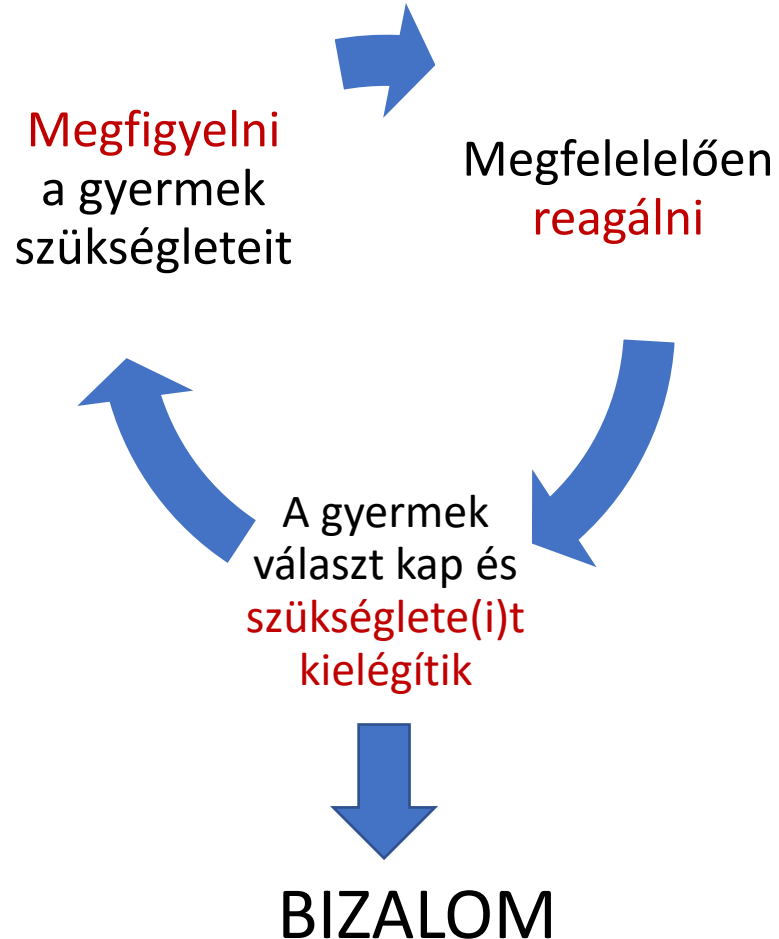 Megfigyelni
a gyermek
szükségleteit
Megfelelelően
reagálni
A gyermek
választ kap és
szükséglete(i)t
kielégítik
BIZALOM